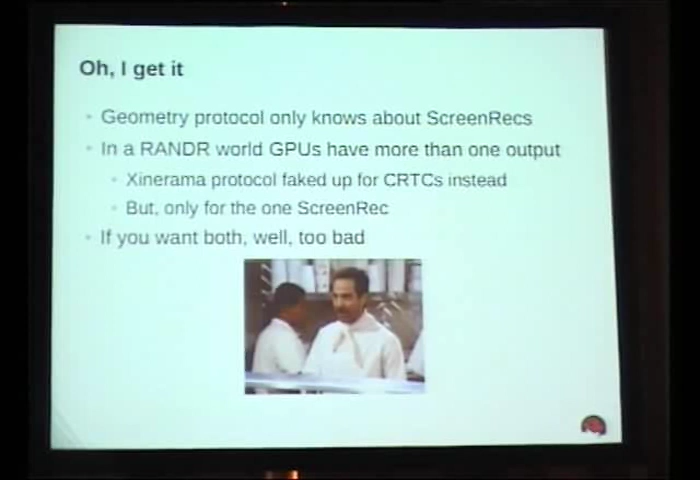 Oh, I get it
Geometry protocol only knows about ScreenRecs
In a RANDR world GPUs have more than one output
Xinerama protocol faked up for CRTCs instead
But, only for the one ScreenRec
If you want both, well, too bad